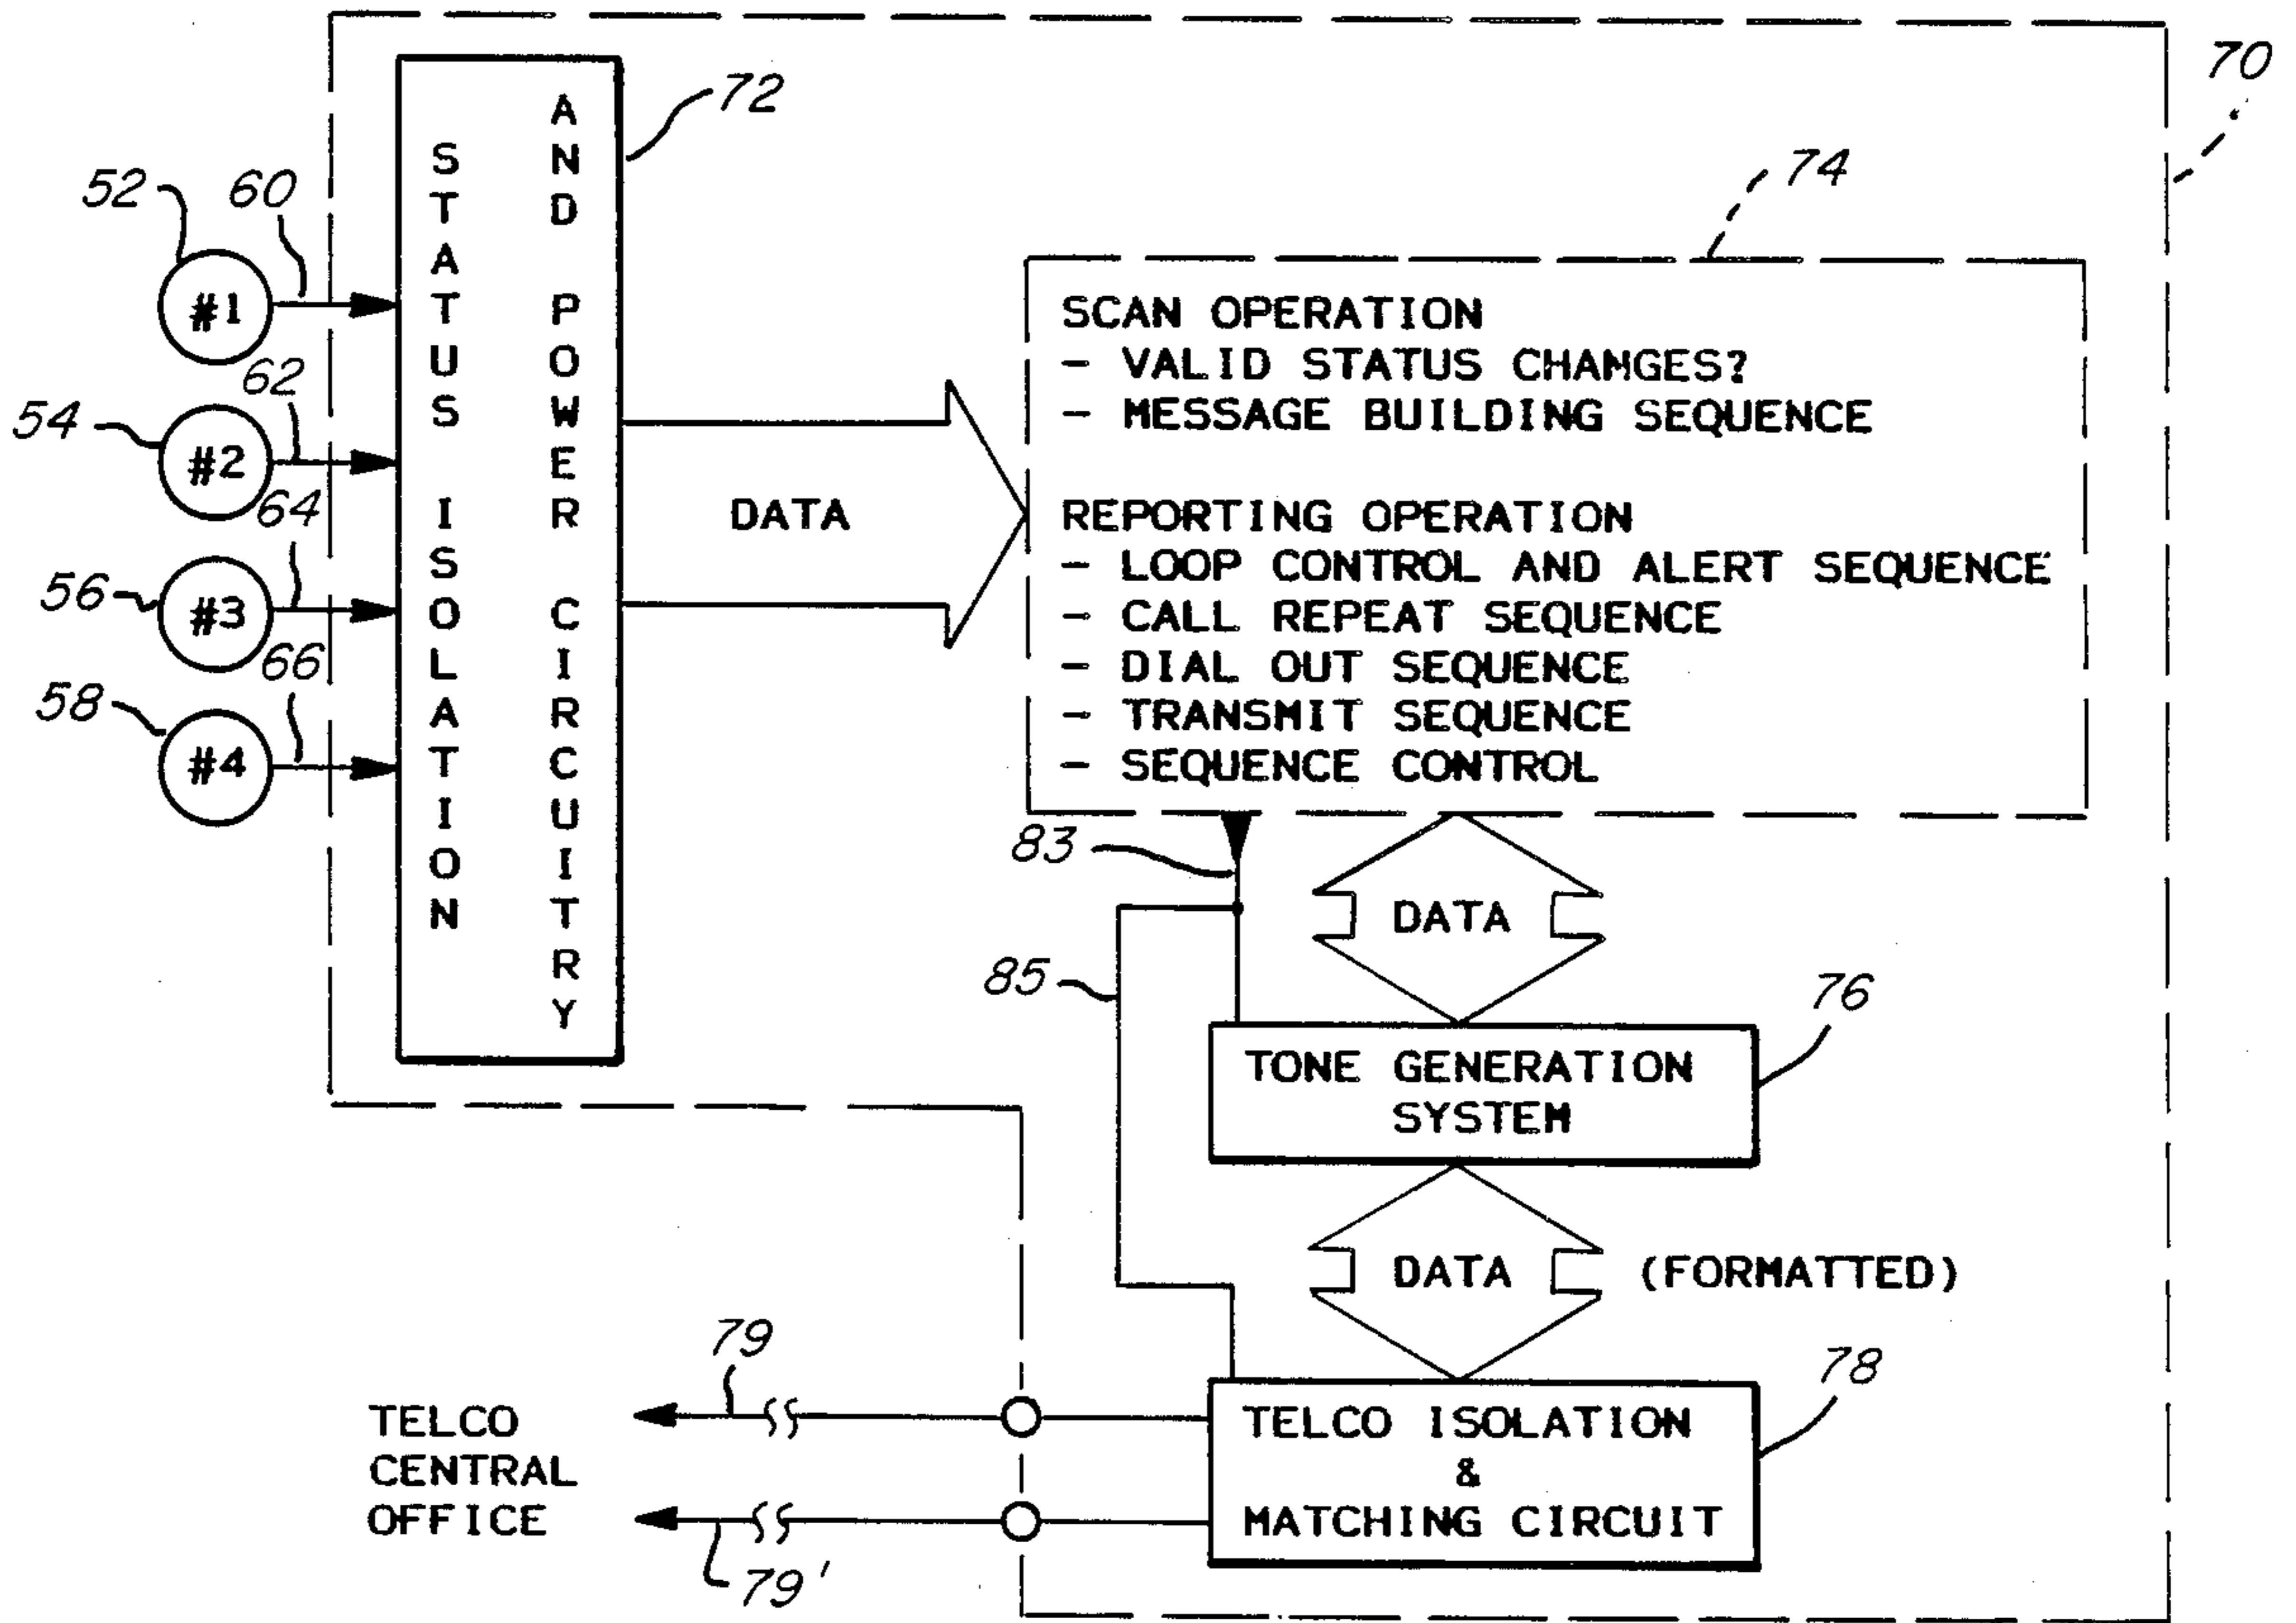 70
72
74
52
60
#1
62
54
#2
64
56
#3
66
58
#4
STATUS ISOLATION
AND POWER CIRCUITRY
DATA
SCAN OPERATION
- VALID STATUS CHANGES?
- MESSAGE BUILDING SEQUENCE
REPORTING OPERATION
- LOOP CONTROL AND ALERT SEQUENCE
- CALL REPEAT SEQUENCE
- DIAL OUT SEQUENCE
- TRANSMIT SEQUENCE
- SEQUENCE CONTROL
83
DATA
85
76
TONE GENERATION
SYSTEM
DATA (FORMATTED)
79
78
TELCO
CENTRAL
OFFICE
TELCO ISOLATION
&
MATCHING CIRCUIT
79'